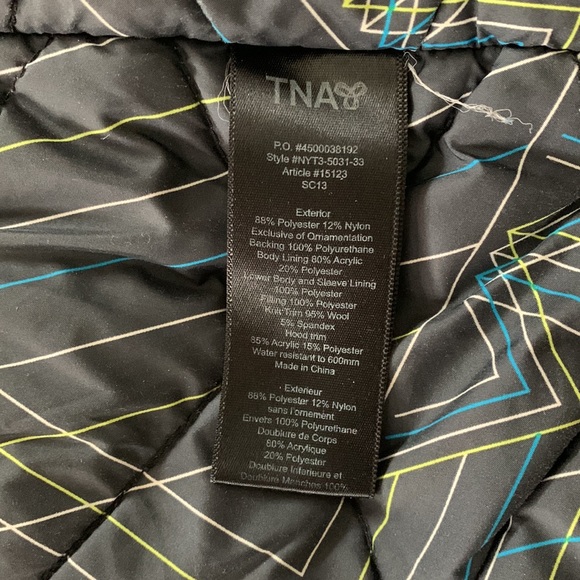 TNA
P.O. #4500038192
Style #NYT3-5031-33
Article #15123
SC13
Exterior
88% Polyester 12% Nylon
Exclusive of Ornamentation
Backing 100% Polyurethane
Body Lining 80% Acrylic
20% Polyester
Lower Body and Sleeve Lining
100% Polyester
Filling 100% Polyester
Knit Trim 95% Wool
5% Spandex
Hood trim
85% Acrylic 15% Polyester
Water resistant to 600mm
Made in China
Exterieur
88% Polyester 12% Nylon
sans l'ornement
Envers 100% Polyurethane
Doublure de Corps
80% Acrylique
20% Polyester
Doublure Inferieure et
Doublure Manches 100%